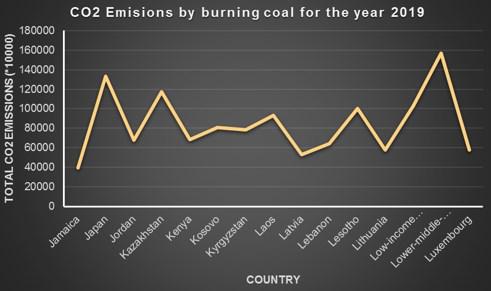 CO2 Emisions by burning coal for the year 2019
TOTAL CO2 EMISSIONS (*10000)
180000
160000
140000
120000
100000
80000
60000
40000
20000
0
Jamaica
Japan
Jordan
Kazakhstan
Kenya
Kosovo
Kyrgyzstan
Laos
Latvia
Lebanon
Lesotho
Lithuania
Low-income...
Lower-middle-...
Luxembourg
COUNTRY